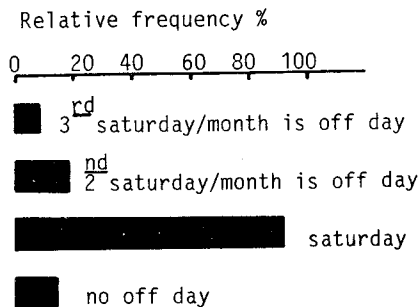 Relative frequency %
0 20 40 60 80 100
3rd saturday/month is off day
2nd saturday/month is off day
saturday
no off day